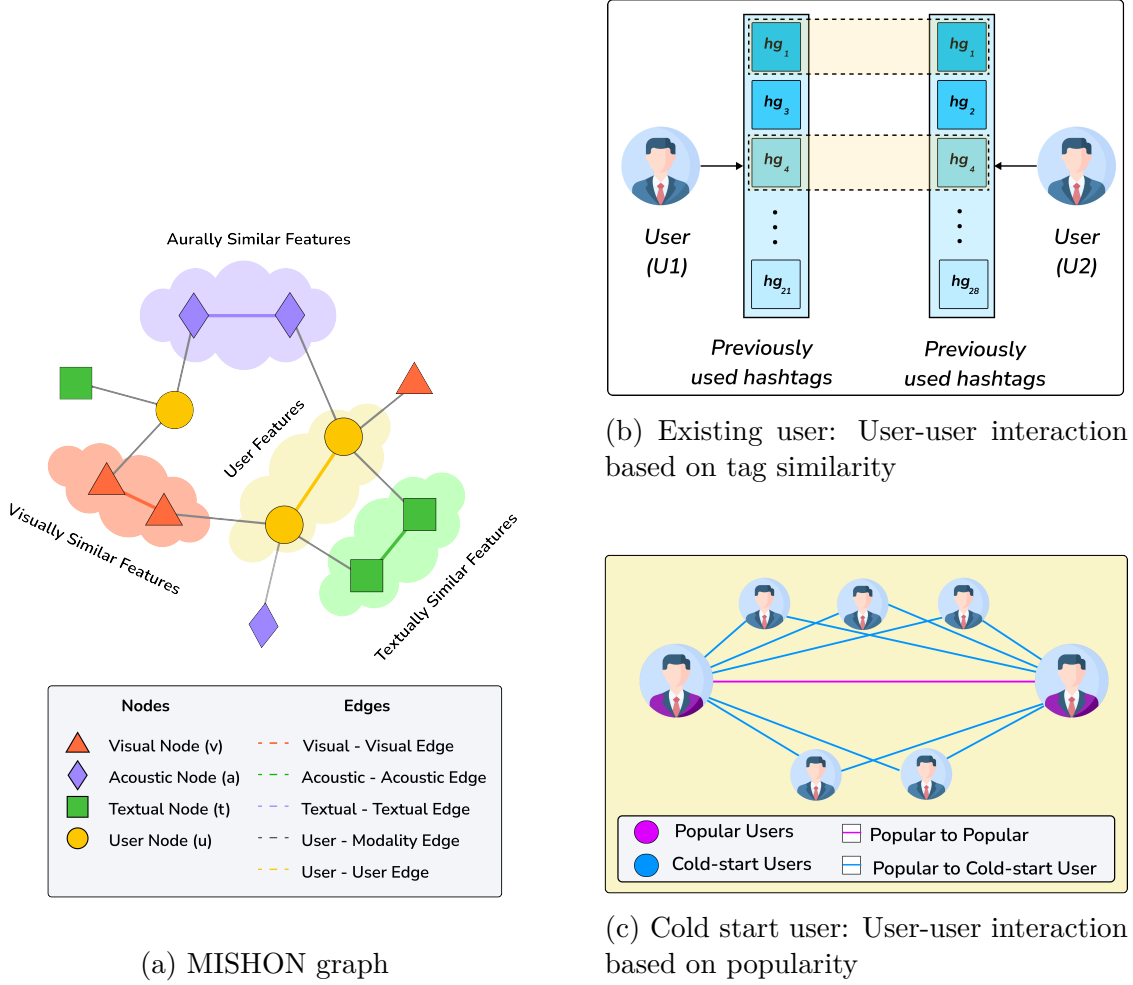 Aurally Similar Features
User Features
Visually Similar Features
Textually Similar Features
Nodes
Edges
Visual Node (v)
Visual - Visual Edge
Acoustic Node (a)
Acoustic - Acoustic Edge
Textual Node (t)
Textual - Textual Edge
User Node (u)
User - Modality Edge
User - User Edge
(a) MISHON graph
hg1
hg1
hg3
hg2
hg4
hg4
User
(U1)
User
(U2)
hg21
hg28
Previously
used hashtags
Previously
used hashtags
(b) Existing user: User-user interaction
based on tag similarity
Popular Users
Popular to Popular
Cold-start Users
Popular to Cold-start User
(c) Cold start user: User-user interaction
based on popularity